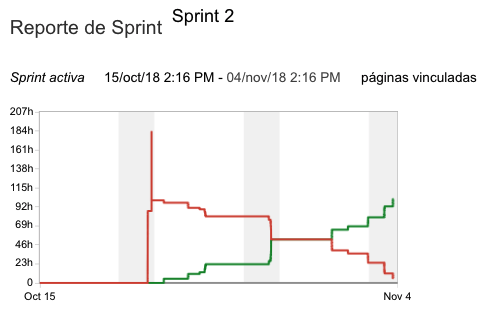 Reporte de Sprint Sprint 2
Sprint activa 15/oct/18 2:16 PM - 04/nov/18 2:16 PM páginas vinculadas
207h
184h
161h
138h
115h
92h
69h
46h
23h
0
Oct 15 Nov 4